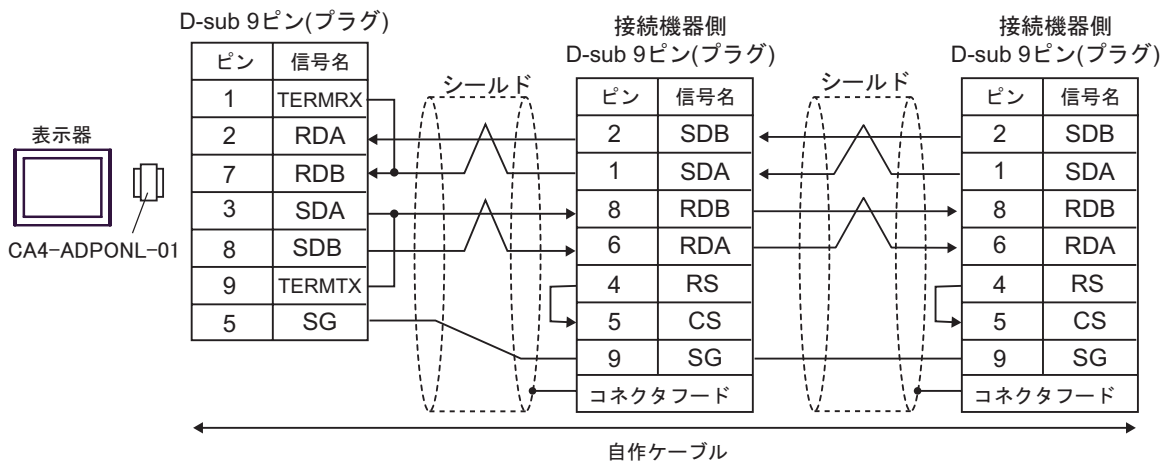 D-sub 9ピン(プラグ)
接続機器側
D-sub 9ピン(プラグ)
接続機器側
D-sub 9ピン(プラグ)
表示器
CA4-ADPONL-01
ピン 信号名
1 TERMRX
2 RDA
7 RDB
3 SDA
8 SDB
9 TERMTX
5 SG
シールド
ピン 信号名
2 SDB
1 SDA
8 RDB
6 RDA
4 RS
5 CS
9 SG
コネクタフード
シールド
ピン 信号名
2 SDB
1 SDA
8 RDB
6 RDA
4 RS
5 CS
9 SG
コネクタフード
自作ケーブル